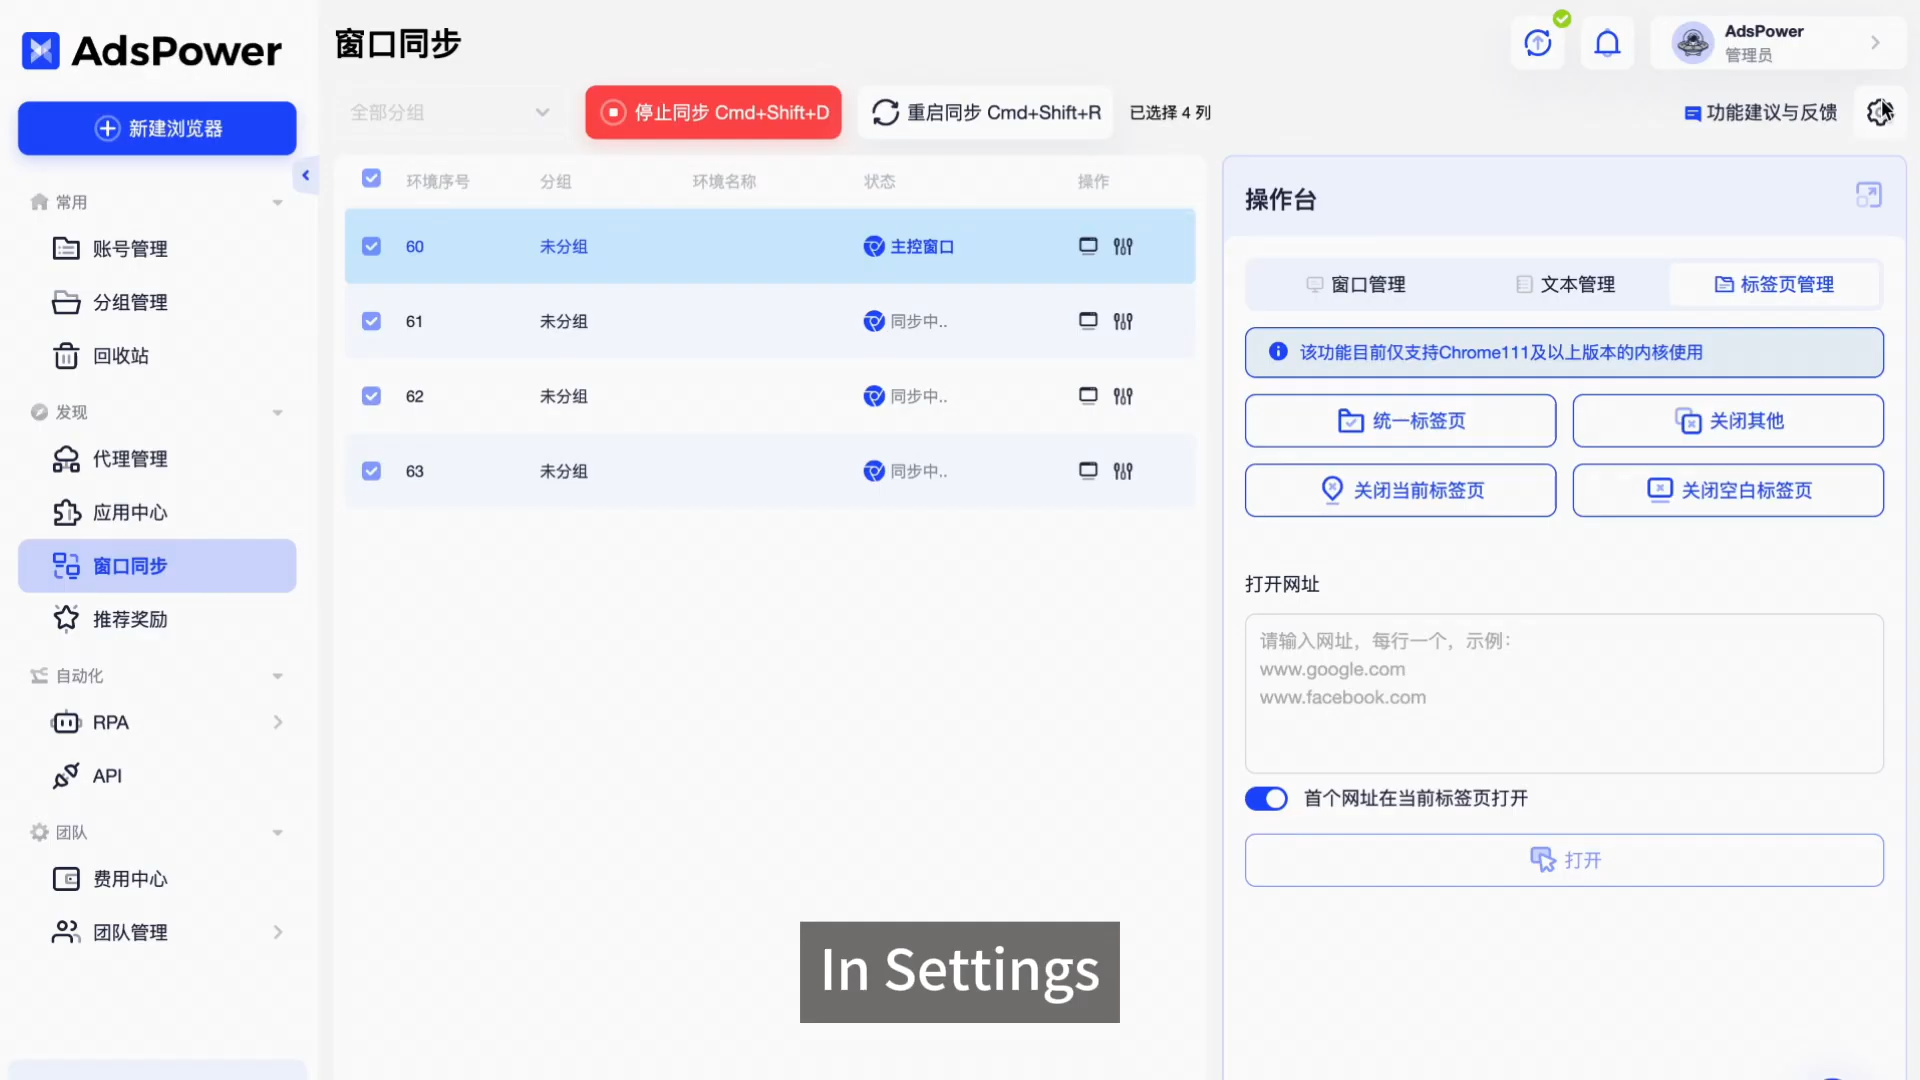 AdsPower
新建浏览器
常用
账号管理
分组管理
回收站
发现
代理管理
应用中心
窗口同步
推荐奖励
自动化
RPA
API
团队
费用中心
团队管理
窗口同步
AdsPower
管理员
全部分组
停止同步 Cmd+Shift+D
重启同步 Cmd+Shift+R
已选择 4 列
功能建议与反馈
环境序号 分组 环境名称 状态 操作
60 未分组 主控窗口
61 未分组 同步中..
62 未分组 同步中..
63 未分组 同步中..
操作台
窗口管理 文本管理 标签页管理
该功能目前仅支持Chrome111及以上版本的内核使用
统一标签页 关闭其他
关闭当前标签页 关闭空白标签页
打开网址
请输入网址，每行一个，示例：
www.google.com
www.facebook.com
首个网址在当前标签页打开
打开
In Settings